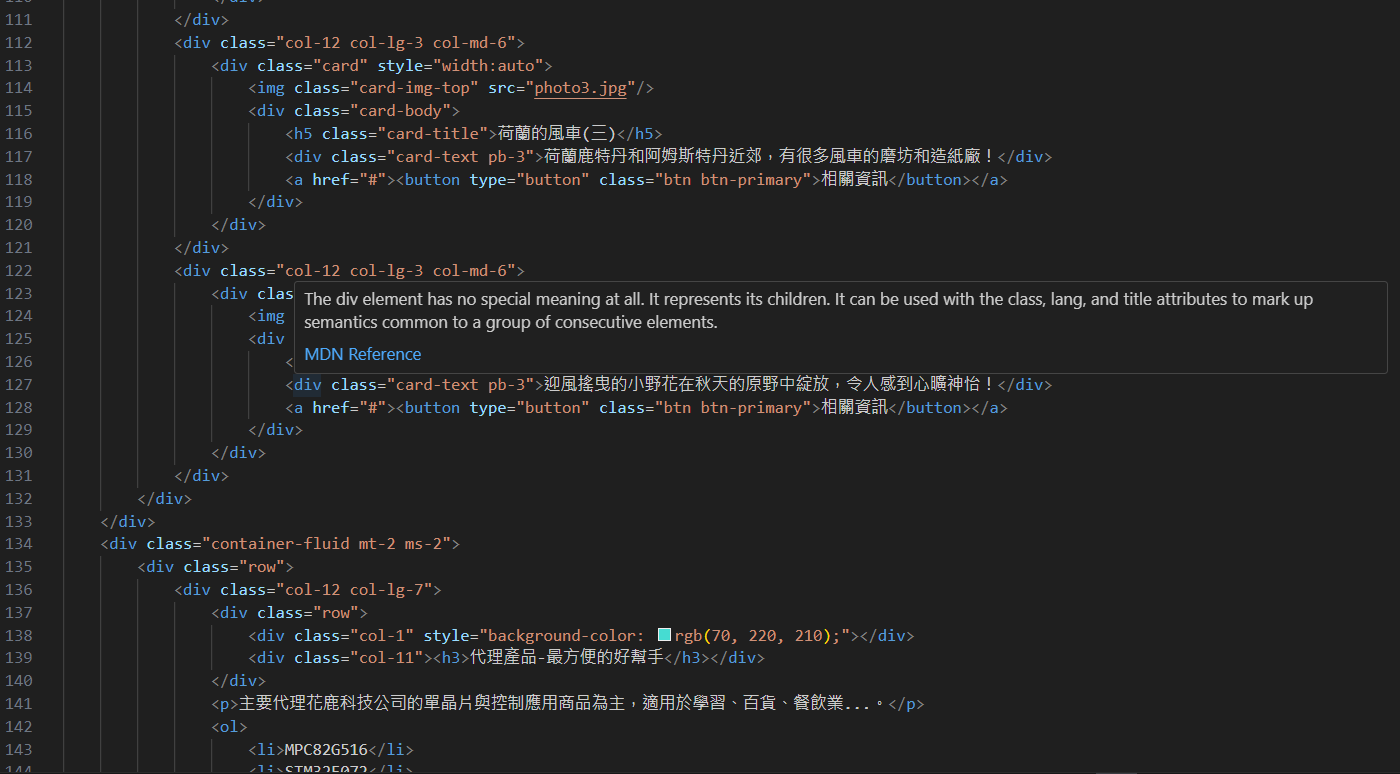 110 </div>
111 </div>
112 <div class="col-12 col-lg-3 col-md-6">
113 <div class="card" style="width:auto">
114 <img class="card-img-top" src="photo3.jpg"/>
115 <div class="card-body">
116 <h5 class="card-title">荷蘭的風車(三)</h5>
117 <div class="card-text pb-3">荷蘭鹿特丹和阿姆斯特丹近郊，有很多風車的磨坊和造紙廠！</div>
118 <a href="#"><button type="button" class="btn btn-primary">相關資訊</button></a>
119 </div>
120 </div>
121 </div>
122 <div class="col-12 col-lg-3 col-md-6">
123 <div clas
The div element has no special meaning at all. It represents its children. It can be used with the class, lang, and title attributes to mark up
124 <img
semantics common to a group of consecutive elements.
125 <div
MDN Reference
126 <
127 <div class="card-text pb-3">迎風搖曳的小野花在秋天的原野中綻放，令人感到心曠神怡！</div>
128 <a href="#"><button type="button" class="btn btn-primary">相關資訊</button></a>
129 </div>
130 </div>
131 </div>
132 </div>
133 </div>
134 <div class="container-fluid mt-2 ms-2">
135 <div class="row">
136 <div class="col-12 col-lg-7">
137 <div class="row">
138 <div class="col-1" style="background-color: rgb(70, 220, 210);"></div>
139 <div class="col-11"><h3>代理產品-最方便的好幫手</h3></div>
140 </div>
141 <p>主要代理花鹿科技公司的單晶片與控制應用商品為主，適用於學習、百貨、餐飲業...。</p>
142 <ol>
143 <li>MPC82G516</li>
144 <li>STM32F072</li>